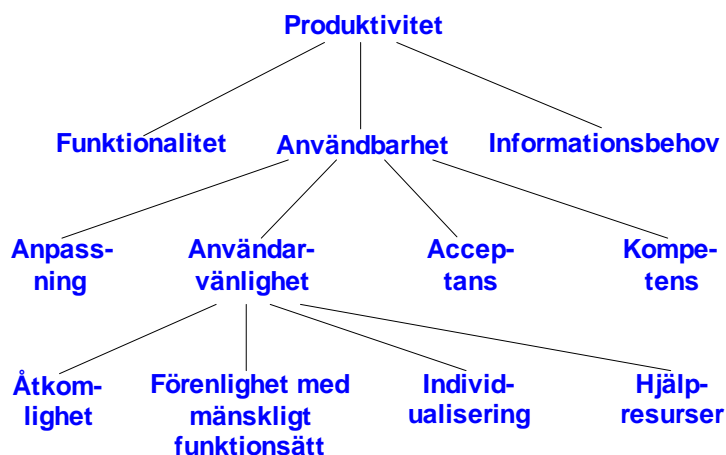 Produktivitet
Funktionalitet
Användbarhet
Informationsbehov
Anpass-
ning
Användar-
vänlighet
Accep-
tans
Kompe-
tens
Åtkom-
lighet
Förenlighet med
mänskligt
funktionsätt
Individ-
ualisering
Hjälp-
resurser